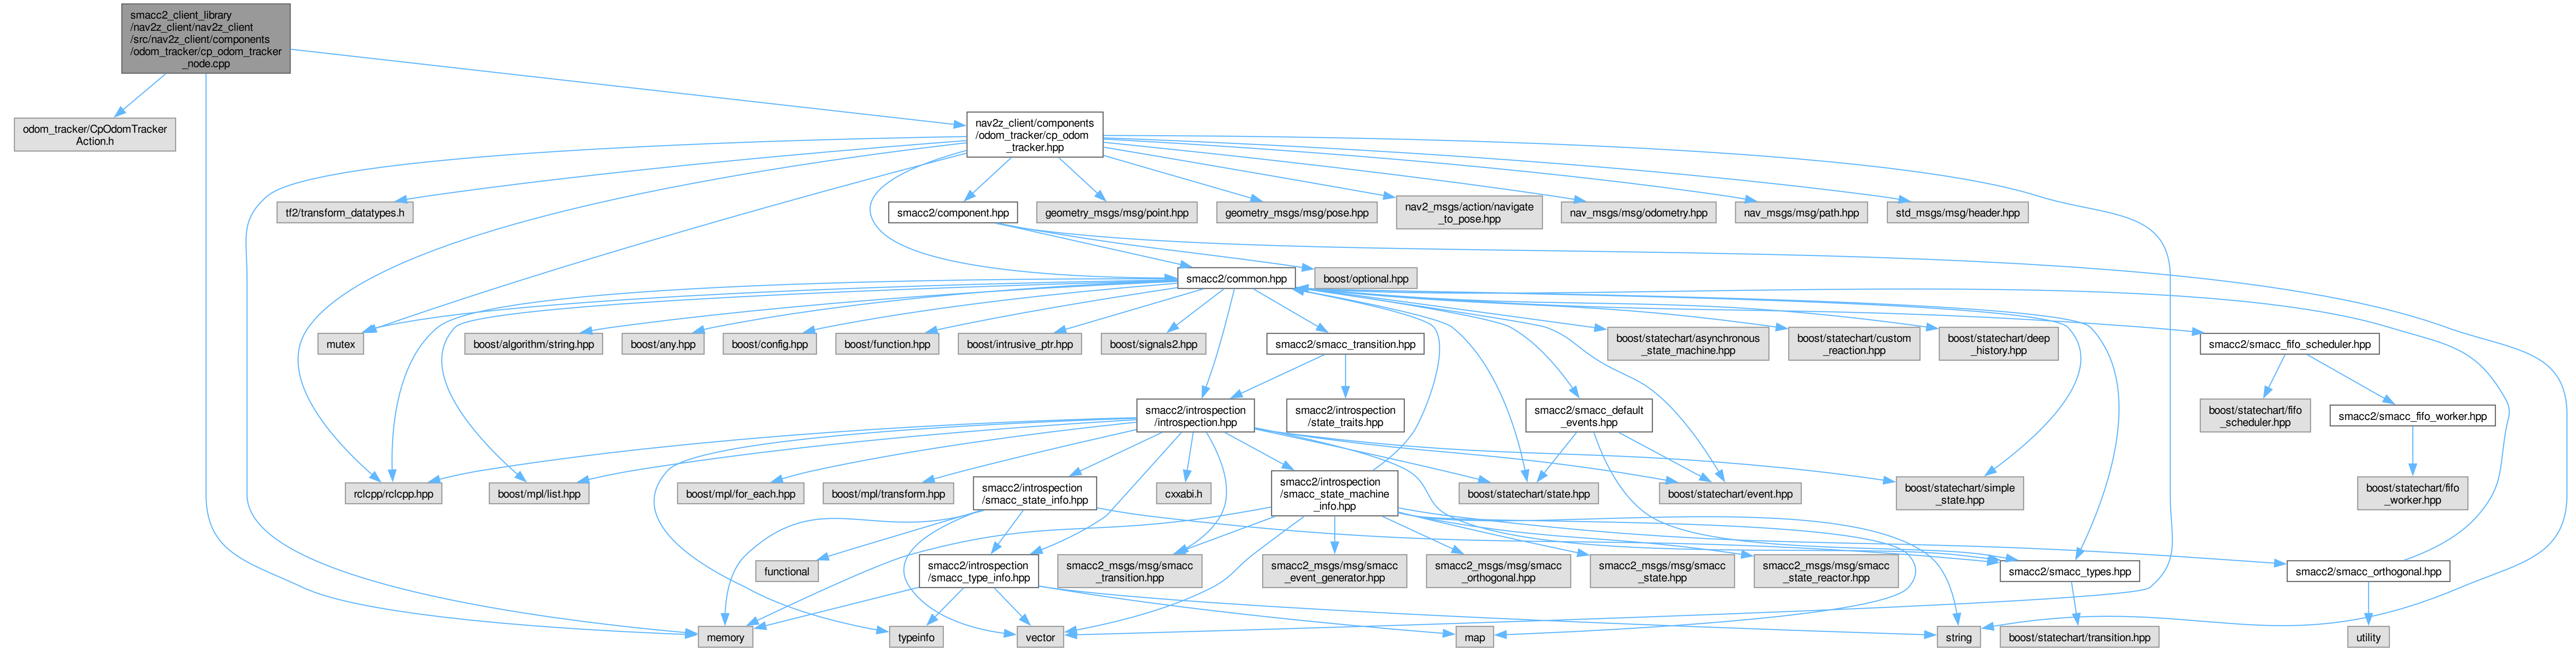 smacc2_client_library
/nav2z_client/nav2z_client
/src/nav2z_client/components
/odom_tracker/cp_odom_tracker
_node.cpp
odom_tracker/CpOdomTracker
Action.h
nav2z_client/components
/odom_tracker/cp_odom
_tracker.hpp
tf2/transform_datatypes.h
smacc2/component.hpp
geometry_msgs/msg/point.hpp
geometry_msgs/msg/pose.hpp
nav2_msgs/action/navigate
_to_pose.hpp
nav_msgs/msg/odometry.hpp
nav_msgs/msg/path.hpp
std_msgs/msg/header.hpp
smacc2/common.hpp
boost/optional.hpp
mutex
boost/algorithm/string.hpp
boost/any.hpp
boost/config.hpp
boost/function.hpp
boost/intrusive_ptr.hpp
boost/signals2.hpp
smacc2/smacc_transition.hpp
boost/statechart/asynchronous
_state_machine.hpp
boost/statechart/custom
_reaction.hpp
boost/statechart/deep
_history.hpp
smacc2/smacc_fifo_scheduler.hpp
smacc2/introspection
/introspection.hpp
smacc2/introspection
/state_traits.hpp
smacc2/smacc_default
_events.hpp
boost/statechart/fifo
_scheduler.hpp
smacc2/smacc_fifo_worker.hpp
rclcpp/rclcpp.hpp
boost/mpl/list.hpp
boost/mpl/for_each.hpp
boost/mpl/transform.hpp
smacc2/introspection
/smacc_state_info.hpp
cxxabi.h
smacc2/introspection
/smacc_state_machine
_info.hpp
boost/statechart/state.hpp
boost/statechart/event.hpp
boost/statechart/simple
_state.hpp
boost/statechart/fifo
_worker.hpp
functional
smacc2/introspection
/smacc_type_info.hpp
smacc2_msgs/msg/smacc
_transition.hpp
smacc2_msgs/msg/smacc
_event_generator.hpp
smacc2_msgs/msg/smacc
_orthogonal.hpp
smacc2_msgs/msg/smacc
_state.hpp
smacc2_msgs/msg/smacc
_state_reactor.hpp
smacc2/smacc_types.hpp
smacc2/smacc_orthogonal.hpp
memory
typeinfo
vector
map
string
boost/statechart/transition.hpp
utility